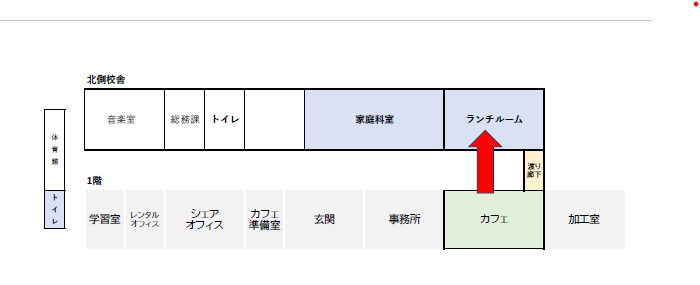 北側校舎
音楽室
総務課
トイレ
家庭科室
ランチルーム
体
育
館
渡り
廊下
1階
ト
イ
レ
学習室
レンタル
オフィス
シェア
オフィス
カフェ
準備室
玄関
事務所
カフェ
加工室